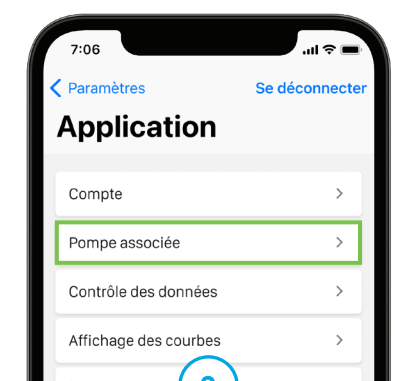 7:06
Paramètres Se déconnecter
Application
Compte
Pompe associée
Contrôle des données
Affichage des courbes